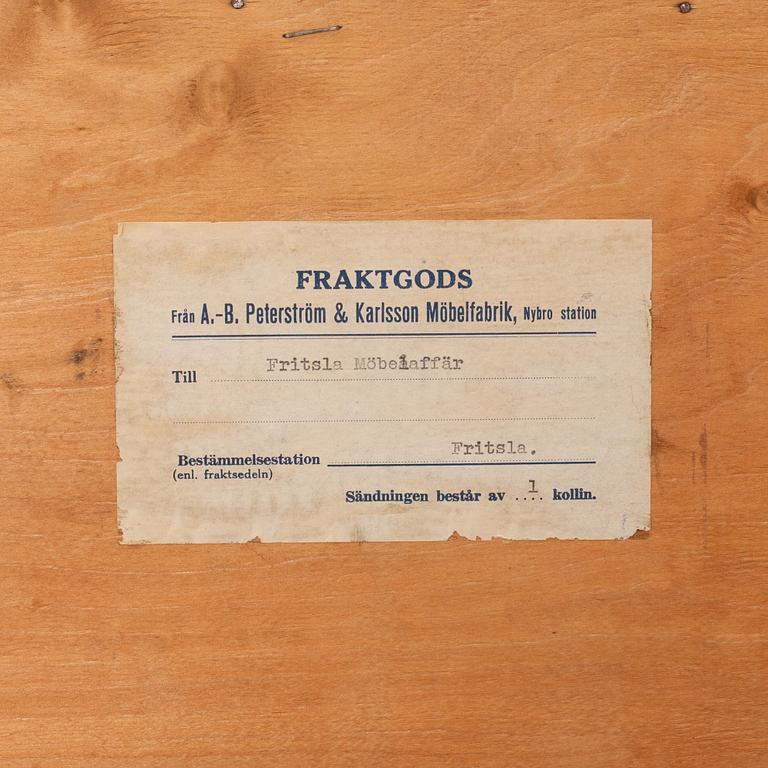 FRAKTGODS
Från A.-B. Peterström & Karlsson Möbelfabrik, Nybro station
Till Fritsla Möbelaffär
Bestämmelsestation Fritsla.
(enl. fraktsedeln)
Sändningen består av .... 1 kollin.